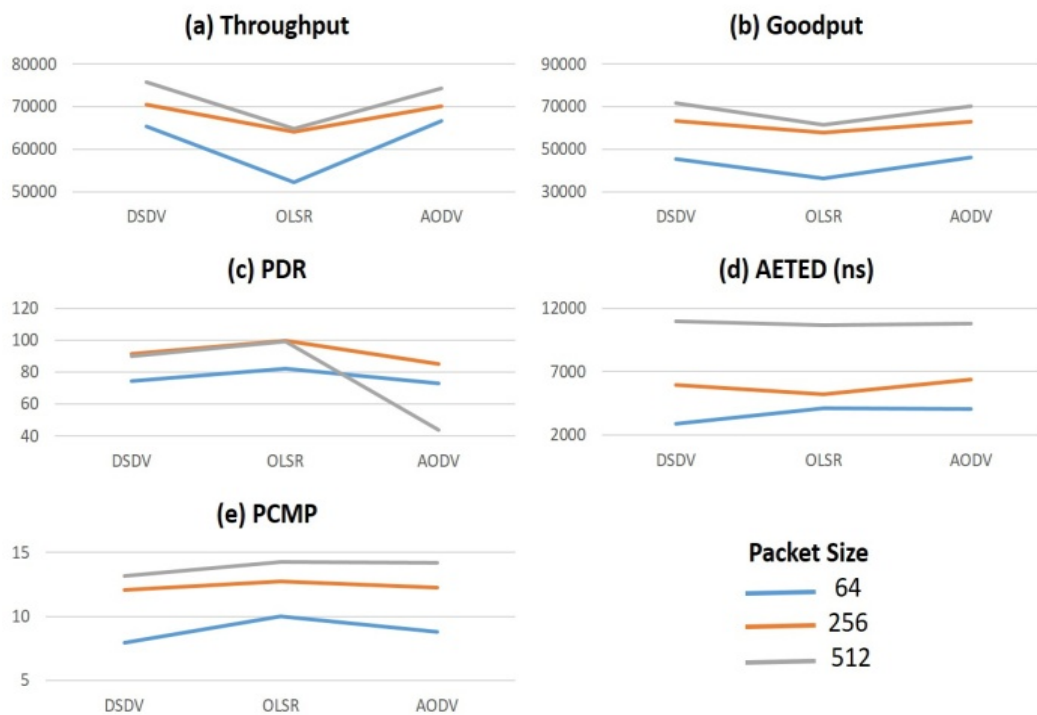 (a) Throughput
80000
70000
60000
50000
DSDV OLSR AODV
(b) Goodput
90000
70000
50000
30000
DSDV OLSR AODV
(c) PDR
120
100
80
60
40
DSDV OLSR AODV
(d) AETED (ns)
12000
7000
2000
DSDV OLSR AODV
(e) PCMP
15
10
5
DSDV OLSR AODV
Packet Size
64
256
512